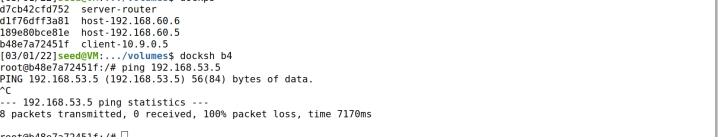 d7cb42cfd752  server-router
d1f76dff3a81  host-192.168.60.6
189e80bce81e  host-192.168.60.5
b48e7a72451f  client-10.9.0.5
[03/01/22]seed@VM:.../volumes$ docksh b4
root@b48e7a72451f:/# ping 192.168.53.5
PING 192.168.53.5 (192.168.53.5) 56(84) bytes of data.
^C
--- 192.168.53.5 ping statistics ---
8 packets transmitted, 0 received, 100% packet loss, time 7170ms
root@b48e7a72451f:/#